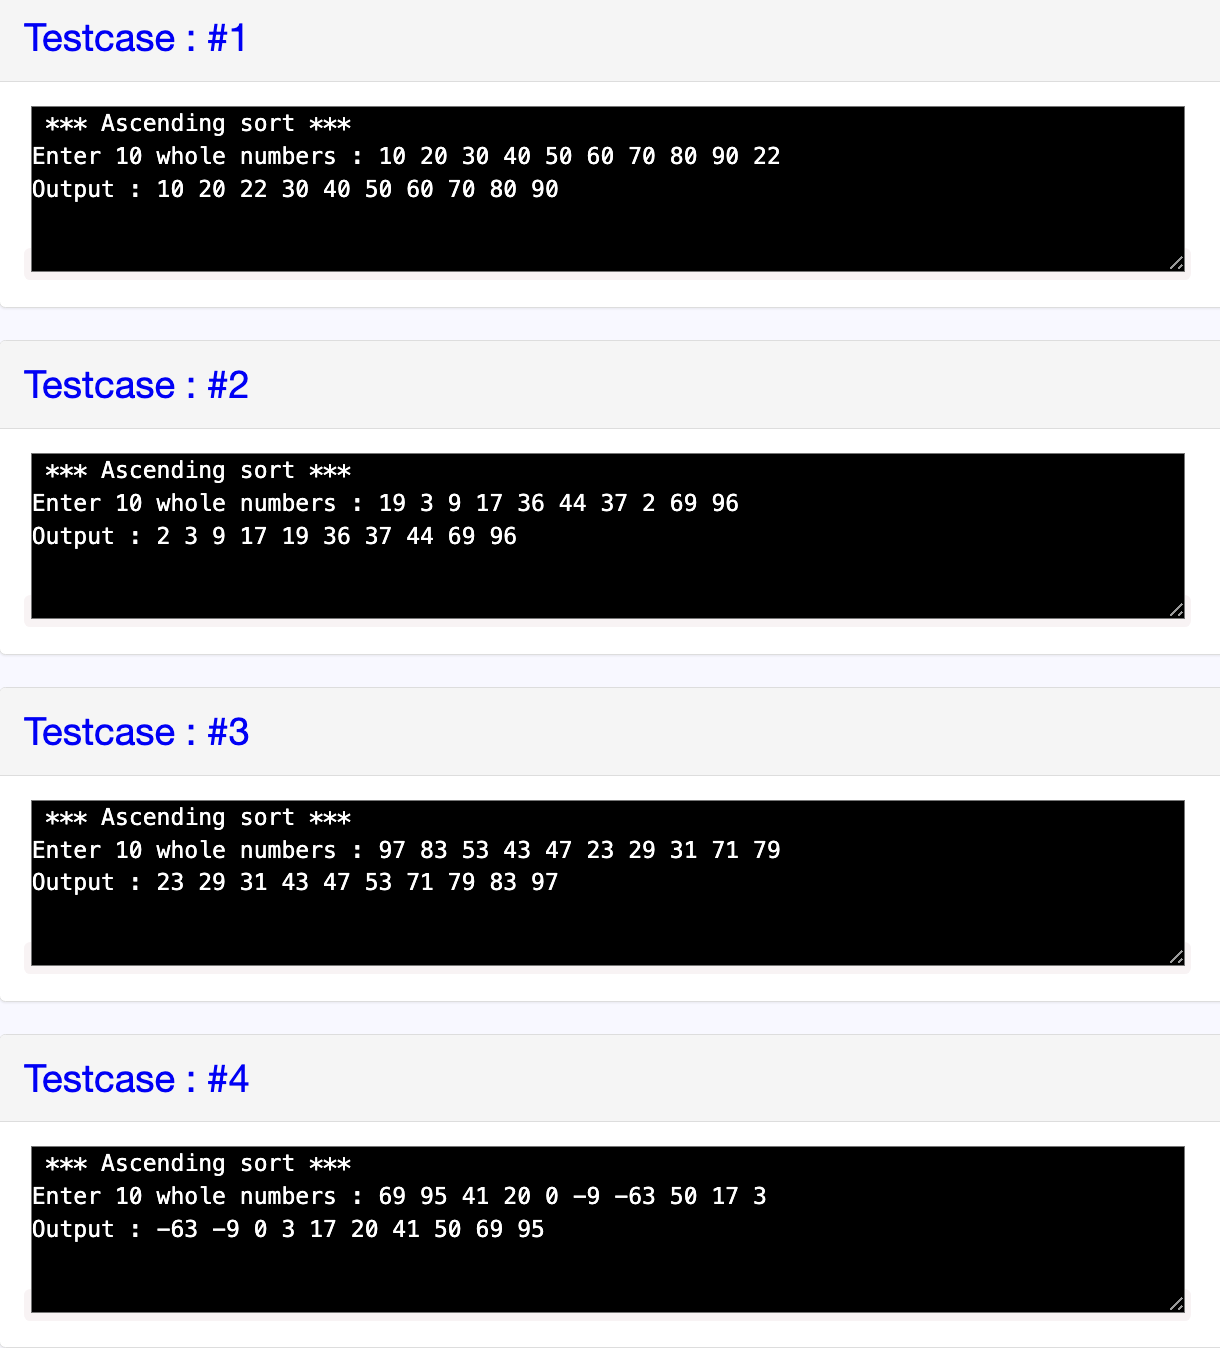 Testcase : #1
*** Ascending sort ***
Enter 10 whole numbers : 10 20 30 40 50 60 70 80 90 22
Output : 10 20 22 30 40 50 60 70 80 90
Testcase : #2
*** Ascending sort ***
Enter 10 whole numbers : 19 3 9 17 36 44 37 2 69 96
Output : 2 3 9 17 19 36 37 44 69 96
Testcase : #3
*** Ascending sort ***
Enter 10 whole numbers : 97 83 53 43 47 23 29 31 71 79
Output : 23 29 31 43 47 53 71 79 83 97
Testcase : #4
*** Ascending sort ***
Enter 10 whole numbers : 69 95 41 20 0 -9 -63 50 17 3
Output : -63 -9 0 3 17 20 41 50 69 95